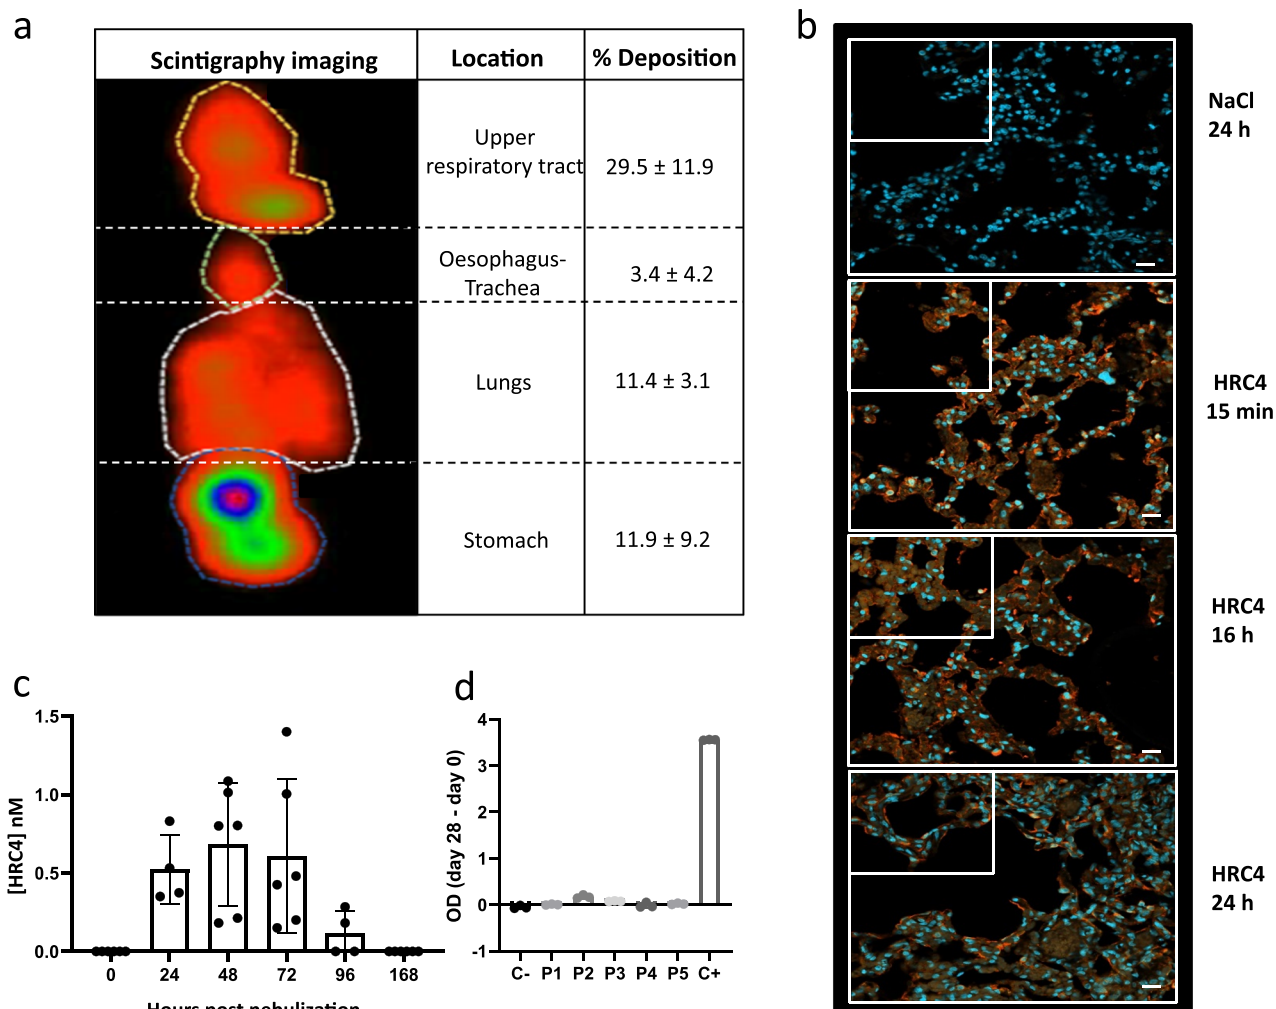 a
Scintigraphy imaging
Location
% Deposition
Upper
respiratory tract
29.5 ± 11.9
Oesophagus-
Trachea
3.4 ± 4.2
Lungs
11.4 ± 3.1
Stomach
11.9 ± 9.2
b
NaCl
24 h
HRC4
15 min
HRC4
16 h
HRC4
24 h
c
[HRC4] nM
1.5
1.0
0.5
0.0
0 24 48 72 96 168
Hours post nebulization
d
OD (day 28 - day 0)
4
3
2
1
0
-1
C- P1 P2 P3 P4 P5 C+